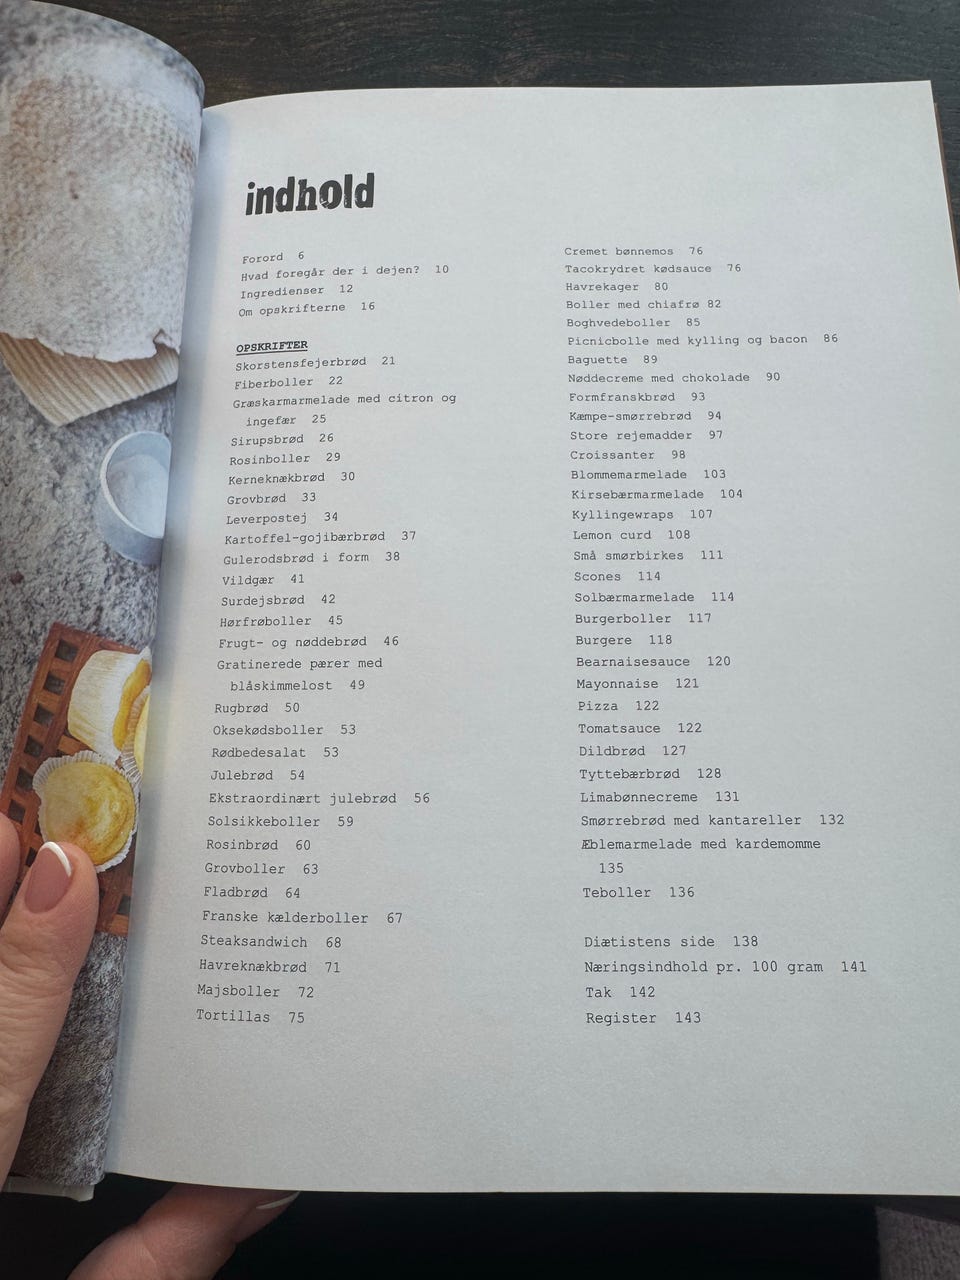 indhold
Forord 6
Hvad foregår der i dejen? 10
Ingredienser 12
Om opskrifterne 16
OPSKRIFTER
Skorstensfejerbrød 21
Fiberboller 22
Græskarmarmelade med citron og
ingefær 25
Sirupsbrød 26
Rosinboller 29
Kerneknækbrød 30
Grovbrød 33
Leverpostej 34
Kartoffel-gojibærbrød 37
Gulerodsbrød i form 38
Vildgær 41
Surdejsbrød 42
Hørfrøboller 45
Frugt- og nøddebrød 46
Gratinerede pærer med
blåskimmelost 49
Rugbrød 50
Oksekødsboller 53
Rødbedesalat 53
Julebrød 54
Ekstraordinært julebrød 56
Solsikkeboller 59
Rosinbrød 60
Grovboller 63
Fladbrød 64
Franske kælderboller 67
Steaksandwich 68
Havreknækbrød 71
Majsboller 72
Tortillas 75
Cremet bønnemos 76
Tacokrydret kødsauce 76
Havrekager 80
Boller med chiafrø 82
Boghvedeboller 85
Picnicbolle med kylling og bacon 86
Baguette 89
Nøddecreme med chokolade 90
Formfranskbrød 93
Kæmpe-smørrebrød 94
Store rejemadder 97
Croissanter 98
Blommemarmelade 103
Kirsebærmarmelade 104
Kyllingewraps 107
Lemon curd 108
Små smørbirkes 111
Scones 114
Solbærmarmelade 114
Burgerboller 117
Burgere 118
Bearnaisesauce 120
Mayonnaise 121
Pizza 122
Tomatsauce 122
Dildbrød 127
Tyttebærbrød 128
Limabønnecreme 131
Smørrebrød med kantareller 132
Æblemarmelade med kardemomme
135
Teboller 136
Diætistens side 138
Næringsindhold pr. 100 gram 141
Tak 142
Register 143